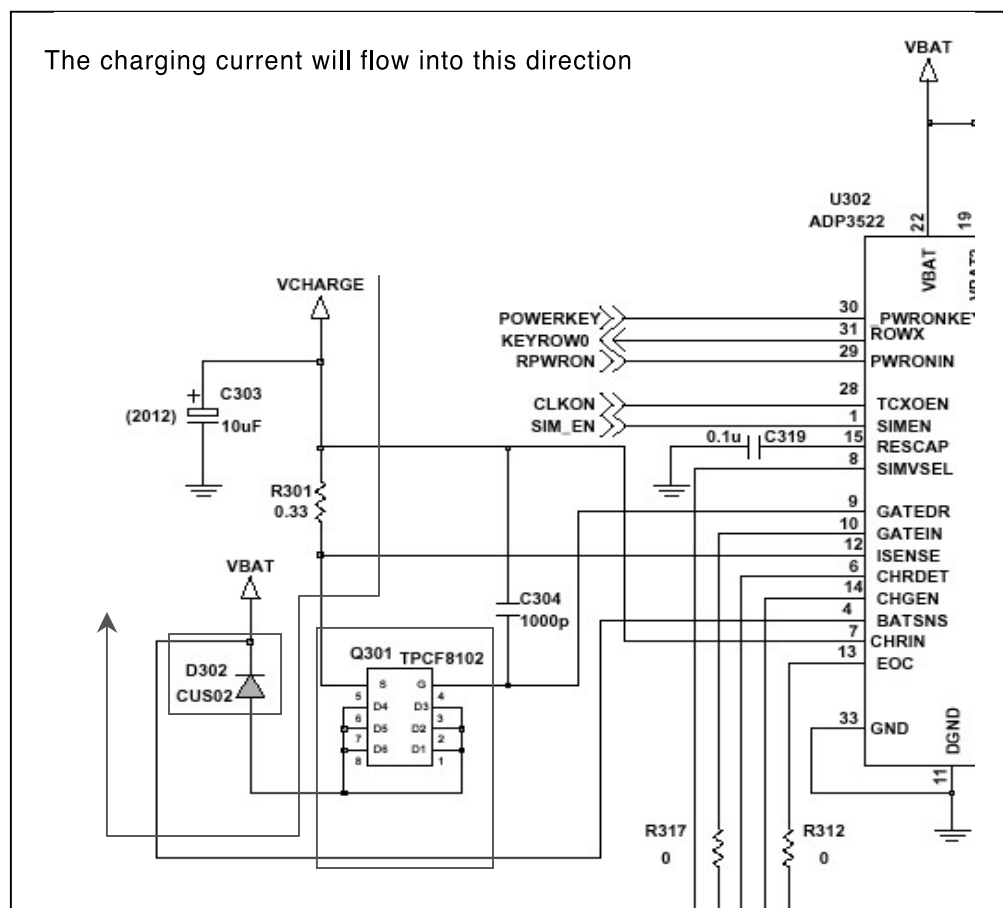 The charging current will flow into this direction
VBAT
U302
ADP3522
22
19
VBAT
VCHARGE
POWERKEY
30
_PWRONKEY
KEYROW0
31
ROWX
RPWRON
29
PWRONIN
C303
(2012)
10uF
+
CLKON
28
TCXOEN
SIM_EN
1
SIMEN
0.1u
C319
15
RESCAP
8
SIMVSEL
R301
0.33
9
GATEDR
10
GATEIN
12
ISENSE
VBAT
6
CHRDET
C304
1000p
14
CHGEN
4
BATSNS
7
CHRIN
Q301
TPCF8102
13
EOC
D302
CUS02
S
G
5
4
D4
D3
6
3
D5
D2
7
2
D6
D1
8
1
33
GND
DGND
11
R317
0
R312
0